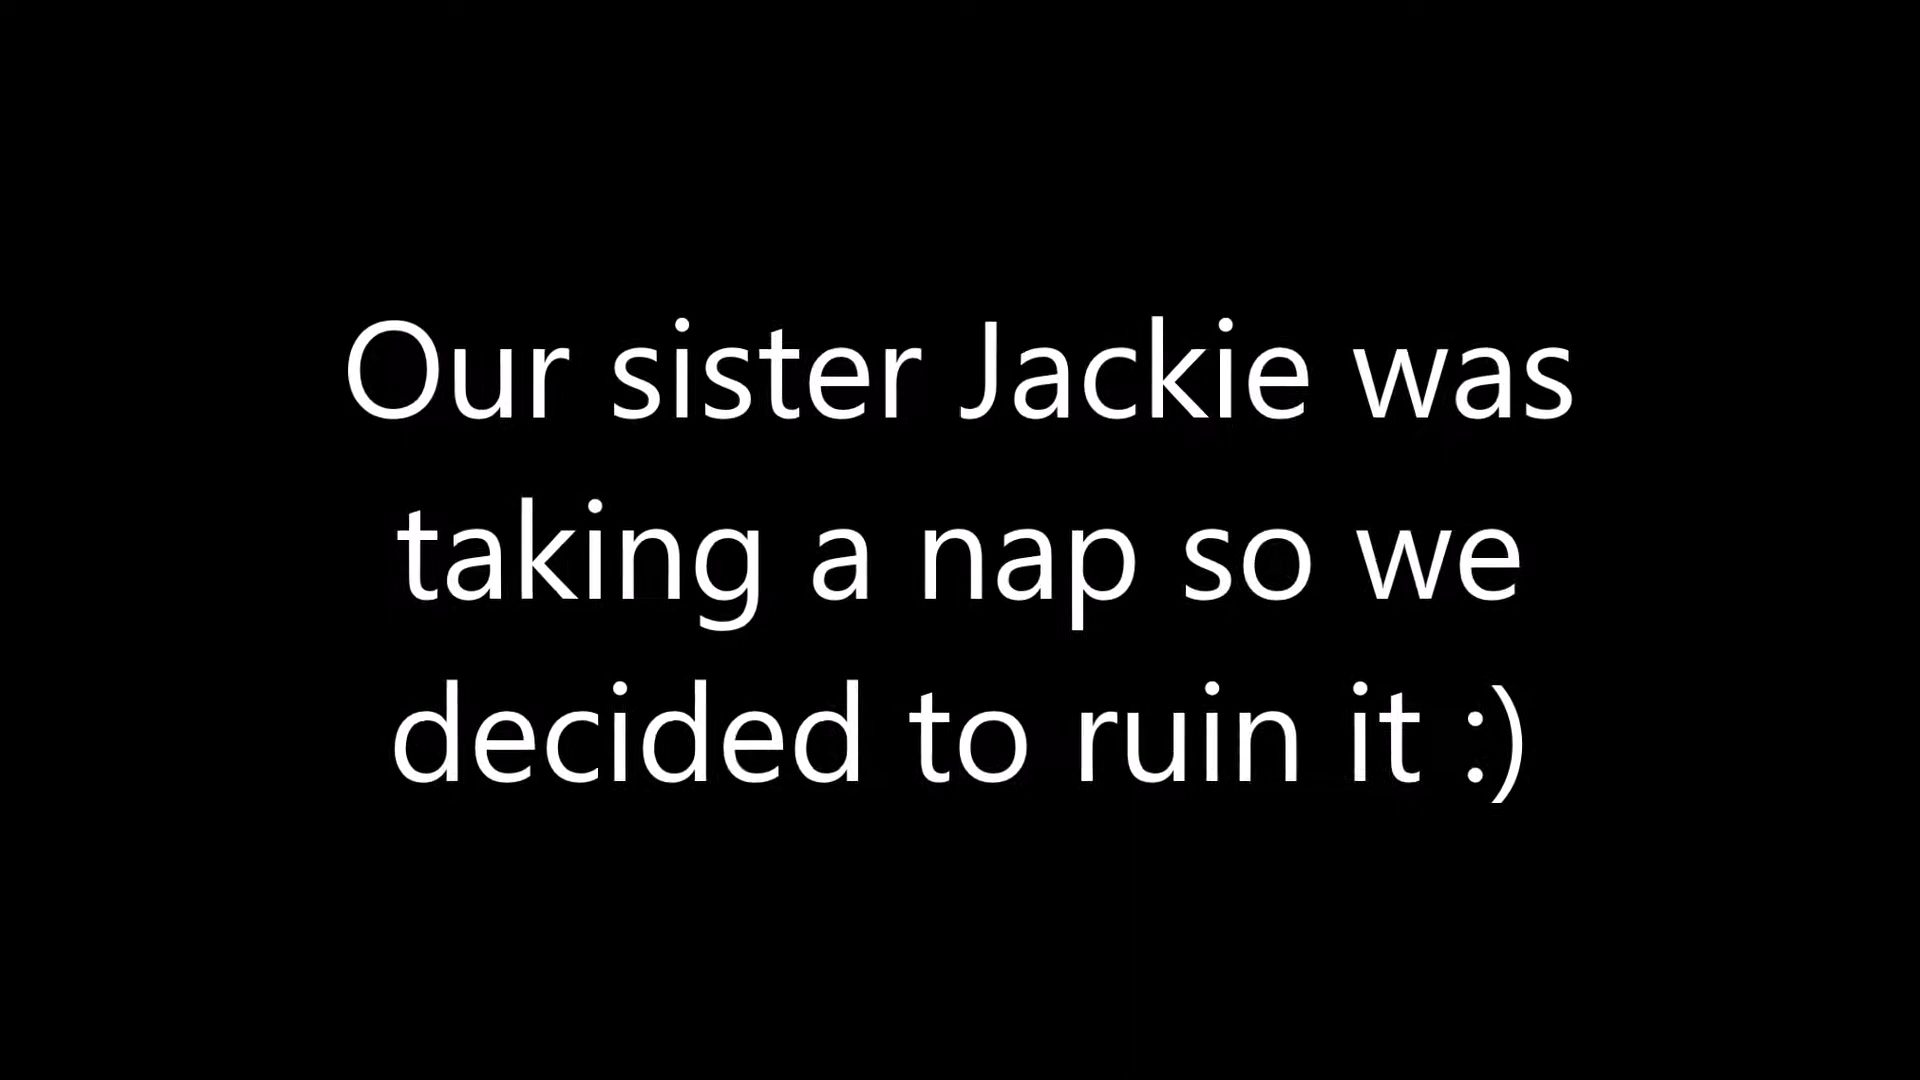 Our sister Jackie was
taking a nap so we
decided to ruin it :)